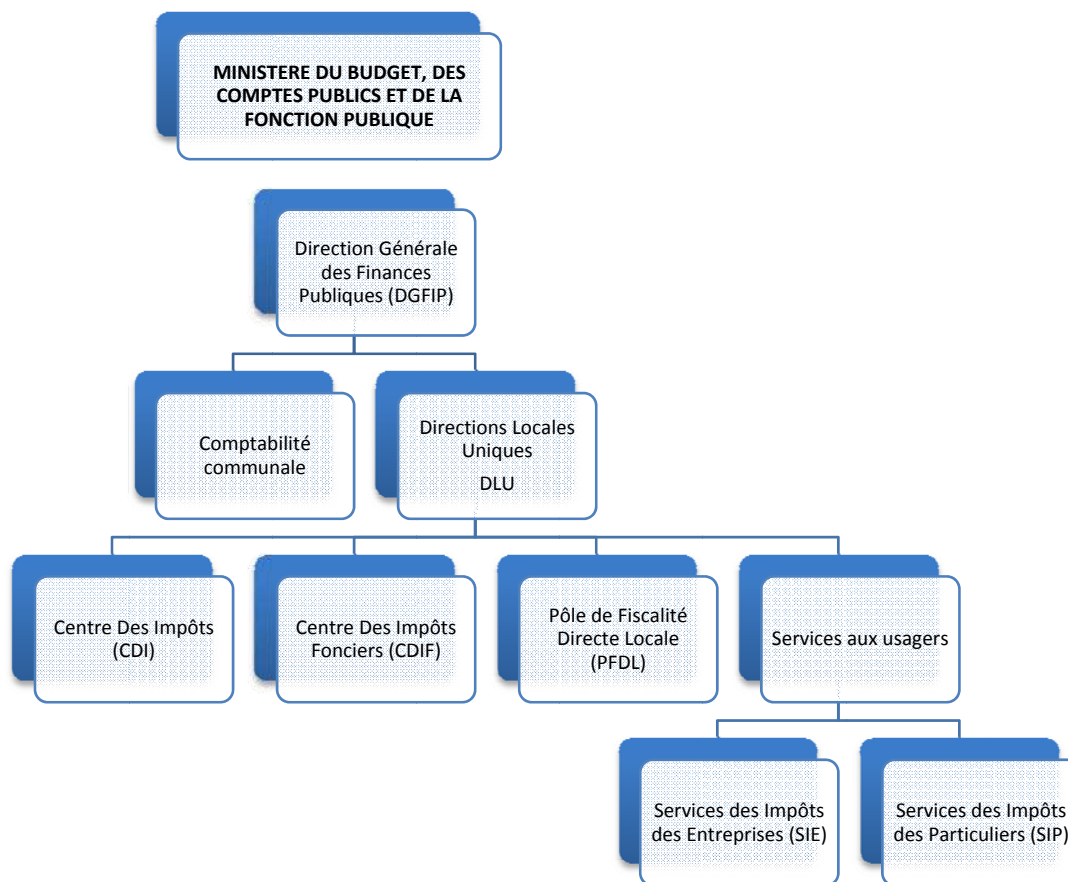 MINISTERE DU BUDGET, DES
COMPTES PUBLICS ET DE LA
FONCTION PUBLIQUE
Direction Générale
des Finances
Publiques (DGFIP)
Comptabilité
communale
Directions Locales
Uniques
DLU
Centre Des Impôts
(CDI)
Centre Des Impôts
Fonciers (CDIF)
Pôle de Fiscalité
Directe Locale
(PFDL)
Services aux usagers
Services des Impôts
des Entreprises (SIE)
Services des Impôts
des Particuliers (SIP)